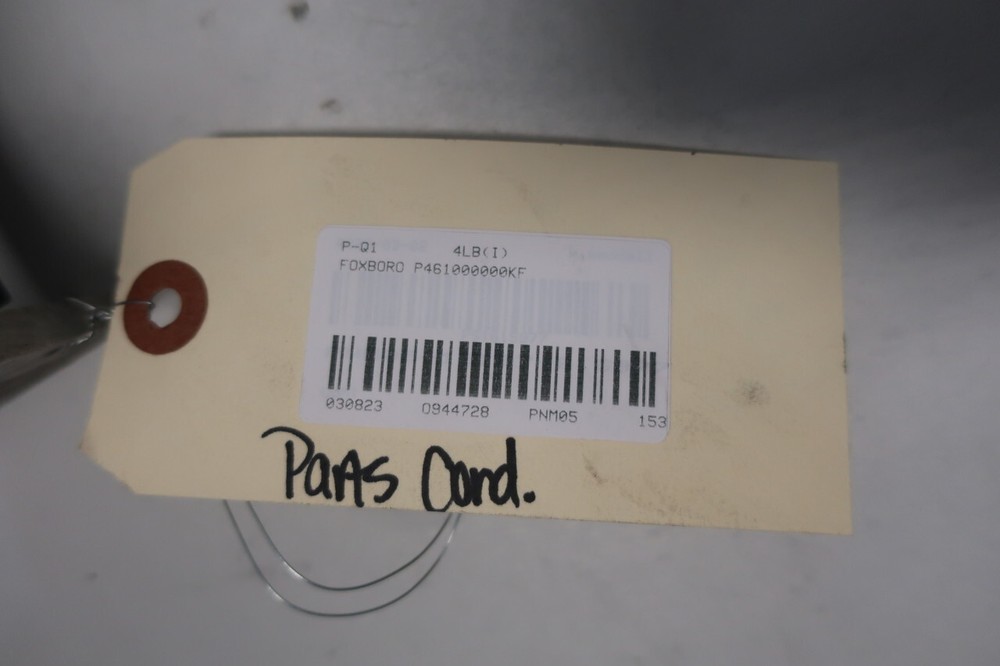 P-Q1 4LB(I)
FOXBORO P461000000KF
030823 0944728 PNM05 153
Parts Cond.